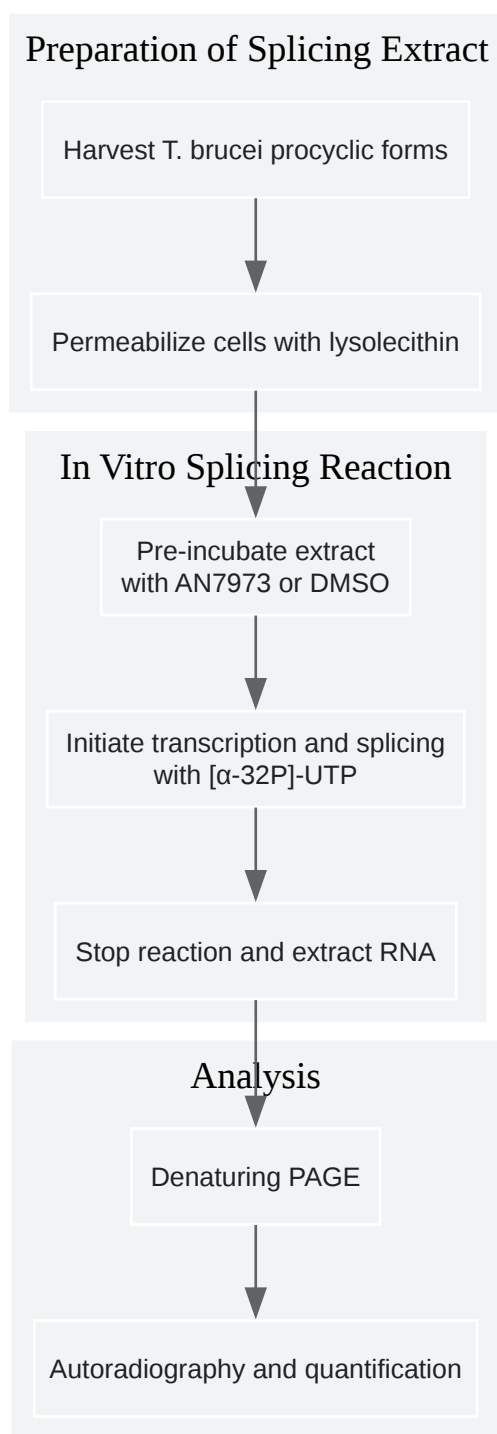 Preparation of Splicing Extract
Harvest T. brucei procyclic forms
Permeabilize cells with lysolecithin
In Vitro Splicing Reaction
Pre-incubate extract
with AN7973 or DMSO
Initiate transcription and splicing
with [α-32P]-UTP
Stop reaction and extract RNA
Analysis
Denaturing PAGE
Autoradiography and quantification